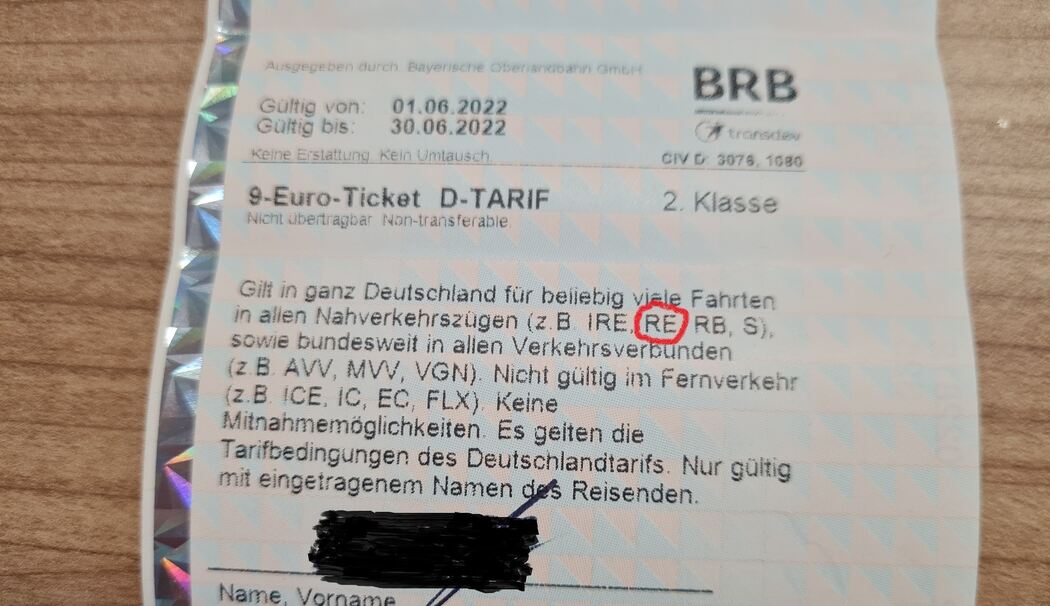 Ausgegeben durch: Bayerische Oberlandbahn GmbH
BRB
Gültig von: 01.06.2022
Gültig bis: 30.06.2022
transdev
Keine Erstattung. Kein Umtausch.
CIV D: 3076, 1080
9-Euro-Ticket D-TARIF
2. Klasse
Nicht übertragbar Non-transferable.
Gilt in ganz Deutschland für beliebig viele Fahrten
in allen Nahverkehrszügen (z.B. IRE, RE, RB, S),
sowie bundesweit in allen Verkehrsverbünden
(z.B. AVV, MVV, VGN). Nicht gültig im Fernverkehr
(z.B. ICE, IC, EC, FLX). Keine
Mitnahmemöglichkeiten. Es gelten die
Tarifbedingungen des Deutschlandtarifs. Nur gültig
mit eingetragenem Namen des Reisenden.
Name, Vorname